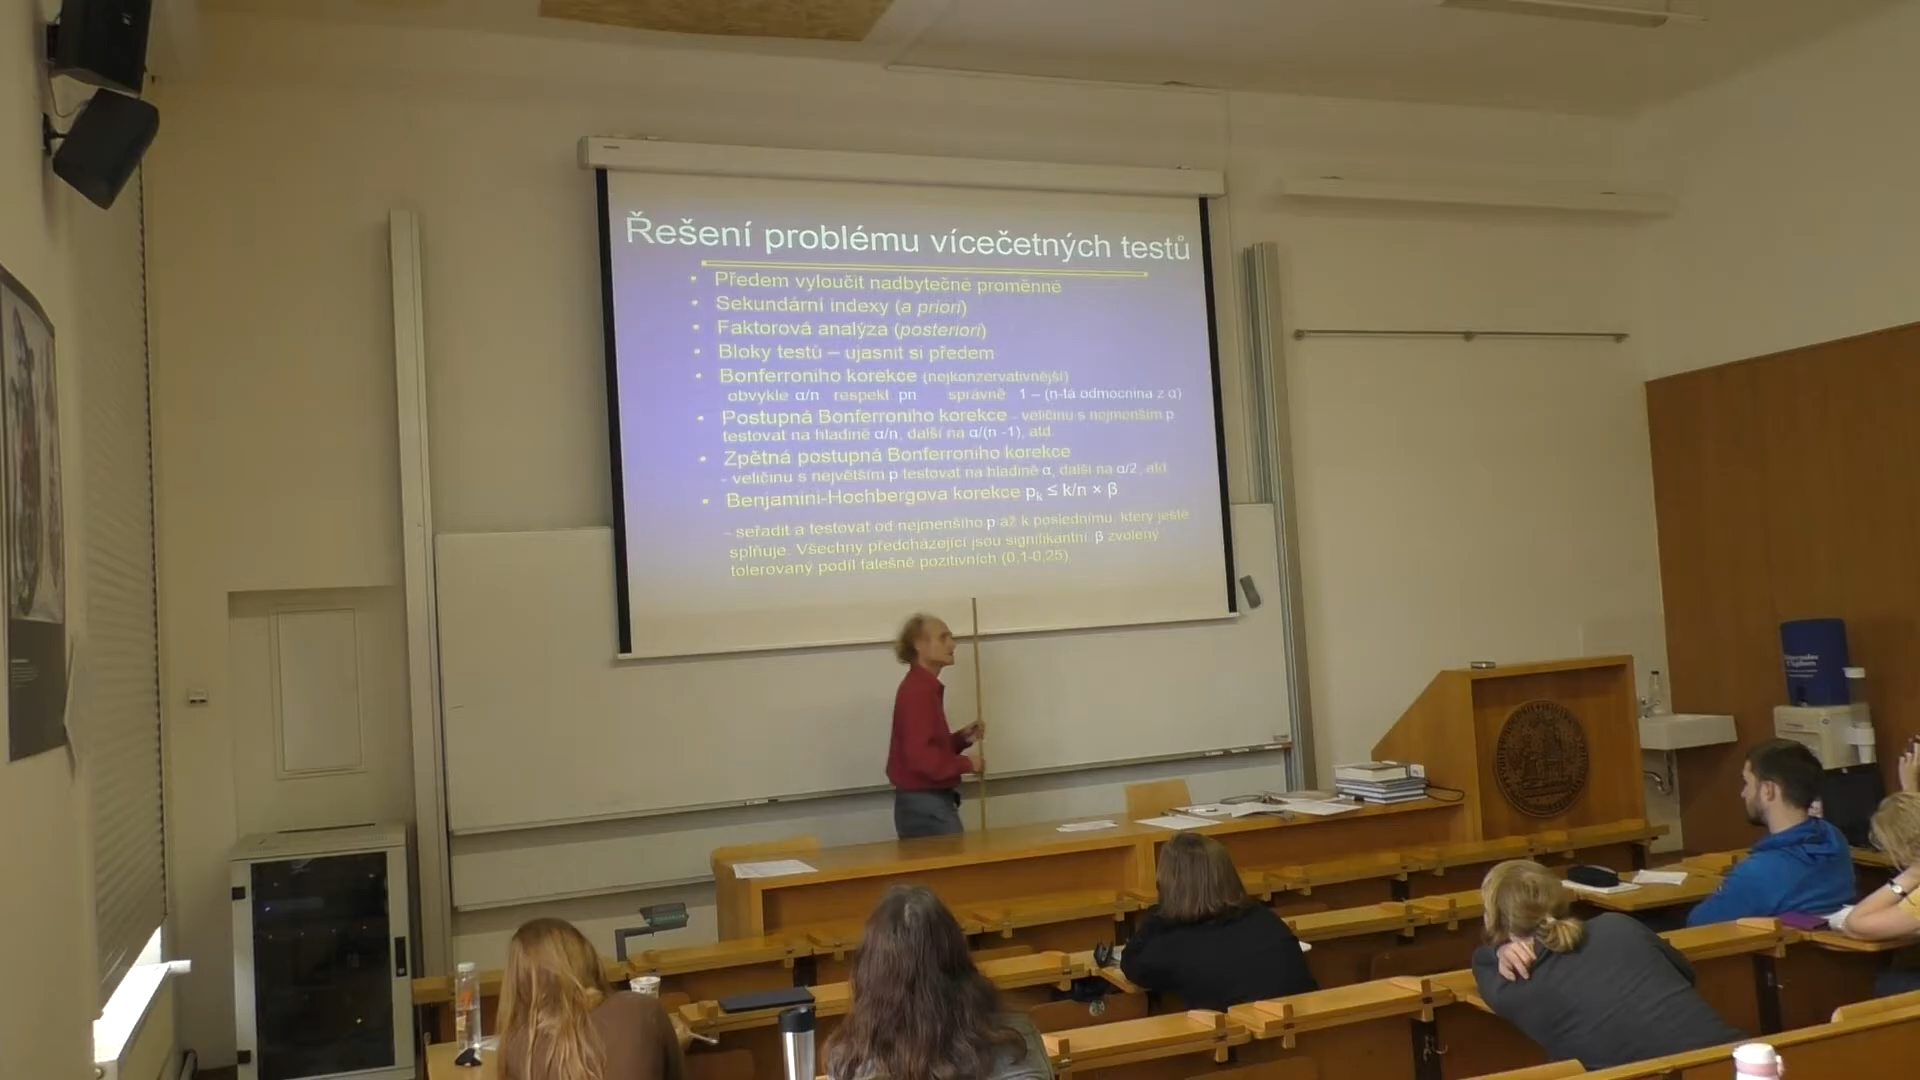 Řešení problému vícečetných testů
• Předem vyloučit nadbytečné proměnné
• Sekundární indexy (a priori)
• Faktorová analýza (posteriori)
• Bloky testů – ujasnit si předem
• Bonferroniho korekce (nejkonzervativnější)
obvykle α/n respekt pn správně 1 – (n-tá odmocnina z α)
• Postupná Bonferroniho korekce - veličinu s nejmenším p
testovat na hladině α/n, další na α/(n -1), atd.
• Zpětná postupná Bonferroniho korekce
- veličinu s největším p testovat na hladině α, další na α/2, atd.
• Benjamini-Hochbergova korekce pₖ ≤ k/n × β
- seřadit a testovat od nejmenšího p až k poslednímu, který ještě
splňuje. Všechny předcházející jsou signifikantní. β zvolený
tolerovaný podíl falešně pozitivních (0,1-0,25)